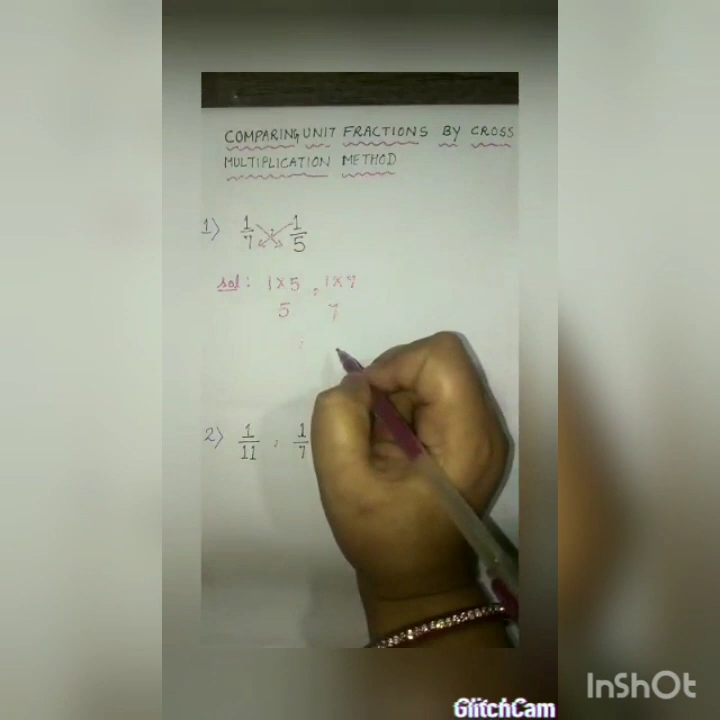 COMPARING UNIT FRACTIONS BY CROSS
MULTIPLICATION METHOD
1) 1/7 , 1/5
sol: 1 x 5 , 1 x 7
5 7
2) 1/11 , 1/7
InShOt
GlitchCam